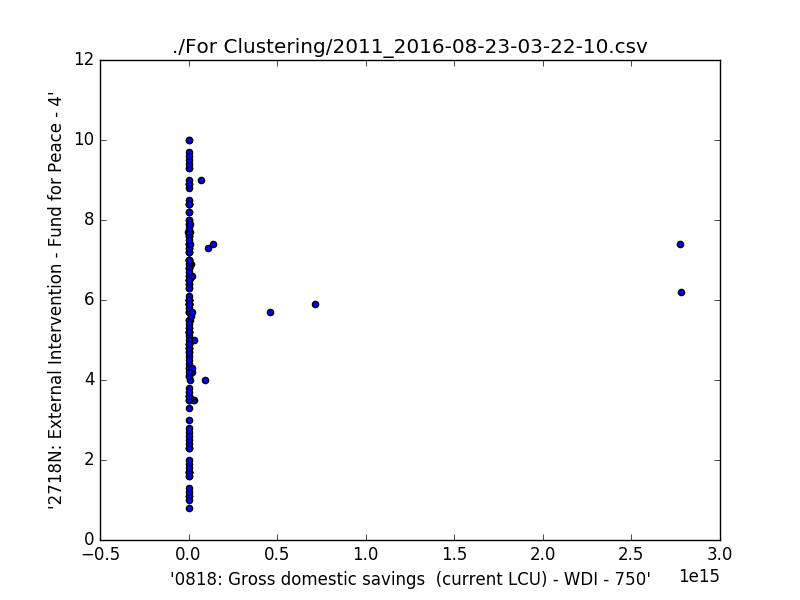 ./For Clustering/2011_2016-08-23-03-22-10.csv
12
10
8
6
4
2
0
'2718N: External Intervention - Fund for Peace - 4'
−0.5 0.0 0.5 1.0 1.5 2.0 2.5 3.0
1e15
'0818: Gross domestic savings  (current LCU) - WDI - 750'